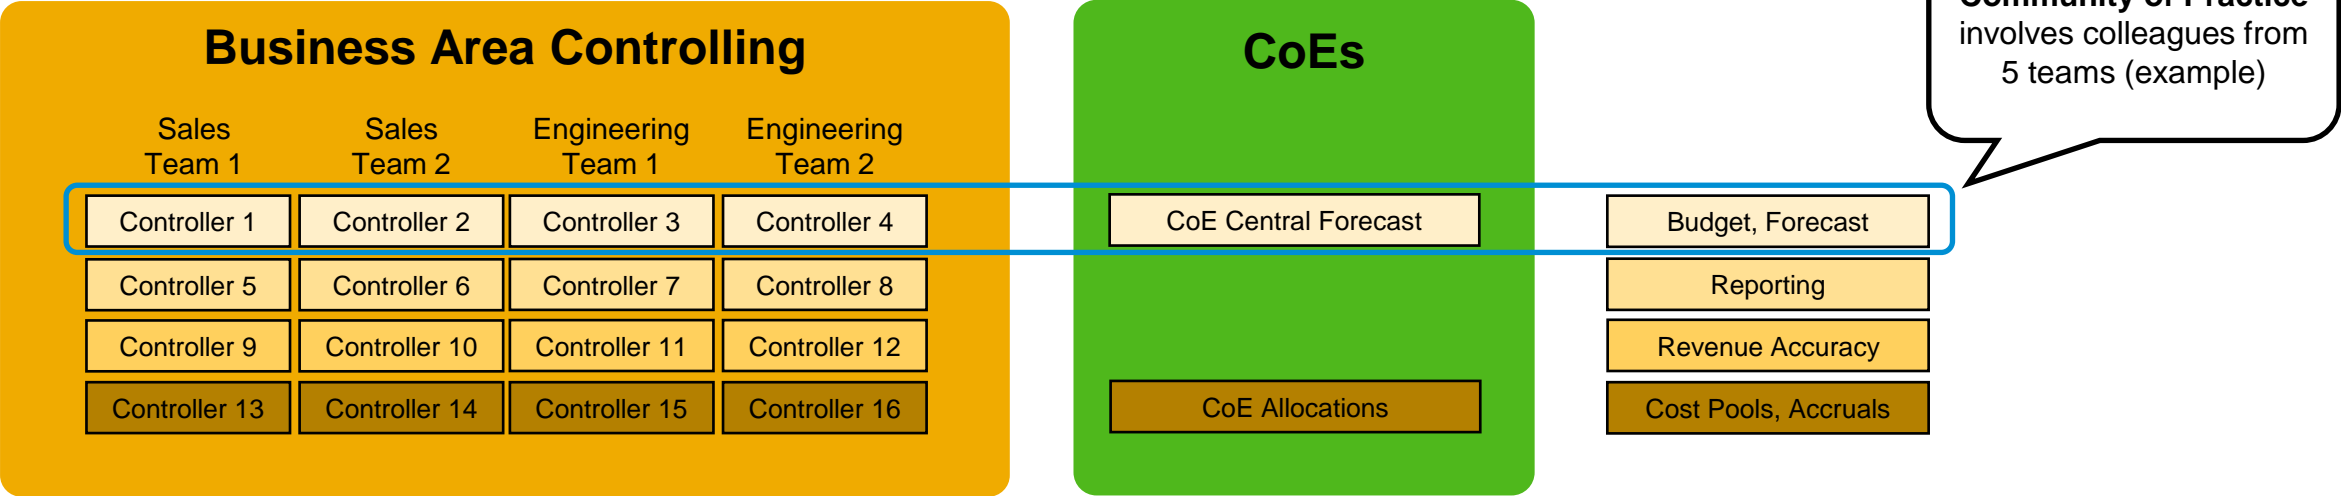 Business Area Controlling
CoEs
Community of Practice
involves colleagues from
5 teams (example)
Sales
Team 1
Sales
Team 2
Engineering
Team 1
Engineering
Team 2
Controller 1
Controller 2
Controller 3
Controller 4
CoE Central Forecast
Budget, Forecast
Controller 5
Controller 6
Controller 7
Controller 8
Reporting
Controller 9
Controller 10
Controller 11
Controller 12
Revenue Accuracy
Controller 13
Controller 14
Controller 15
Controller 16
CoE Allocations
Cost Pools, Accruals